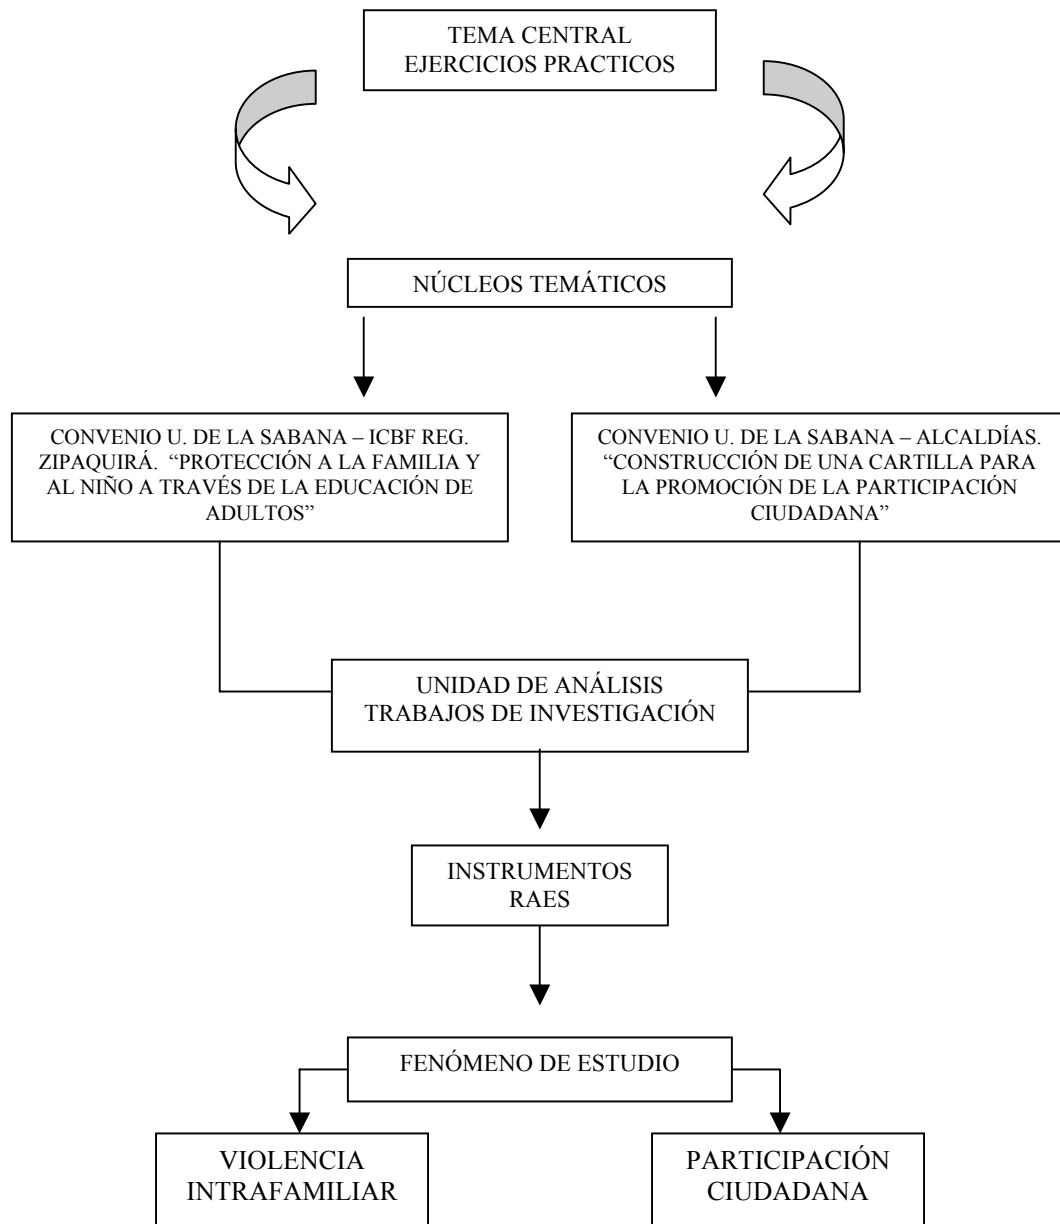 TEMA CENTRAL
EJERCICIOS PRACTICOS
NÚCLEOS TEMÁTICOS
CONVENIO U. DE LA SABANA – ICBF REG.
ZIPAQUIRÁ. “PROTECCIÓN A LA FAMILIA Y
AL NIÑO A TRAVÉS DE LA EDUCACIÓN DE
ADULTOS”
CONVENIO U. DE LA SABANA – ALCALDÍAS.
“CONSTRUCCIÓN DE UNA CARTILLA PARA
LA PROMOCIÓN DE LA PARTICIPACIÓN
CIUDADANA”
UNIDAD DE ANÁLISIS
TRABAJOS DE INVESTIGACIÓN
INSTRUMENTOS
RAES
FENÓMENO DE ESTUDIO
VIOLENCIA
INTRAFAMILIAR
PARTICIPACIÓN
CIUDADANA